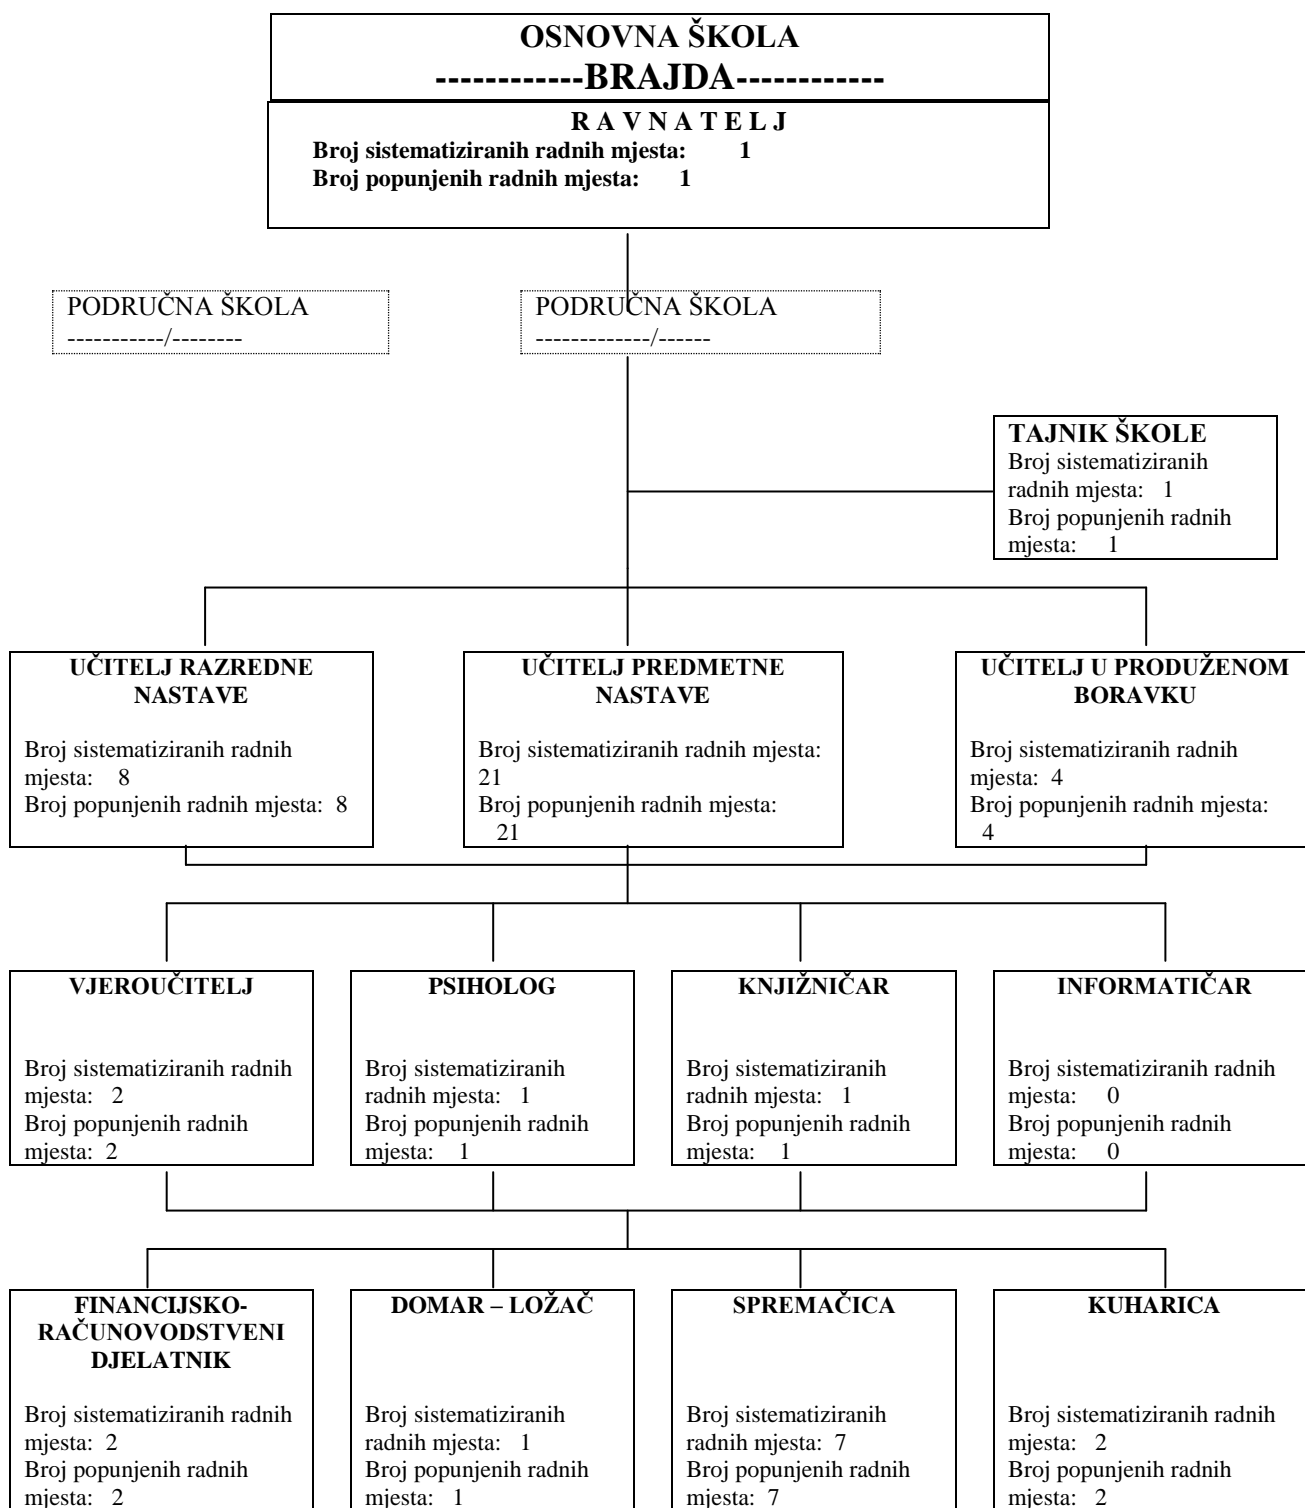 OSNOVNA ŠKOLA
------------BRAJDA------------
R A V N A T E L J
Broj sistematiziranih radnih mjesta: 1
Broj popunjenih radnih mjesta: 1
PODRUČNA ŠKOLA
-----------/--------
PODRUČNA ŠKOLA
-------------/------
TAJNIK ŠKOLE
Broj sistematiziranih
radnih mjesta: 1
Broj popunjenih radnih
mjesta: 1
UČITELJ RAZREDNE
NASTAVE
Broj sistematiziranih radnih
mjesta: 8
Broj popunjenih radnih mjesta: 8
UČITELJ PREDMETNE
NASTAVE
Broj sistematiziranih radnih mjesta:
21
Broj popunjenih radnih mjesta:
21
UČITELJ U PRODUŽENOM
BORAVKU
Broj sistematiziranih radnih
mjesta: 4
Broj popunjenih radnih mjesta:
4
VJEROUČITELJ
Broj sistematiziranih radnih
mjesta: 2
Broj popunjenih radnih
mjesta: 2
PSIHOLOG
Broj sistematiziranih
radnih mjesta: 1
Broj popunjenih radnih
mjesta: 1
KNJIŽNIČAR
Broj sistematiziranih
radnih mjesta: 1
Broj popunjenih radnih
mjesta: 1
INFORMATIČAR
Broj sistematiziranih radnih
mjesta: 0
Broj popunjenih radnih
mjesta: 0
FINANCIJSKO-
RAČUNOVODSTVENI
DJELATNIK
Broj sistematiziranih radnih
mjesta: 2
Broj popunjenih radnih
mjesta: 2
DOMAR – LOŽAČ
Broj sistematiziranih
radnih mjesta: 1
Broj popunjenih radnih
mjesta: 1
SPREMAČICA
Broj sistematiziranih
radnih mjesta: 7
Broj popunjenih radnih
mjesta: 7
KUHARICA
Broj sistematiziranih radnih
mjesta: 2
Broj popunjenih radnih
mjesta: 2